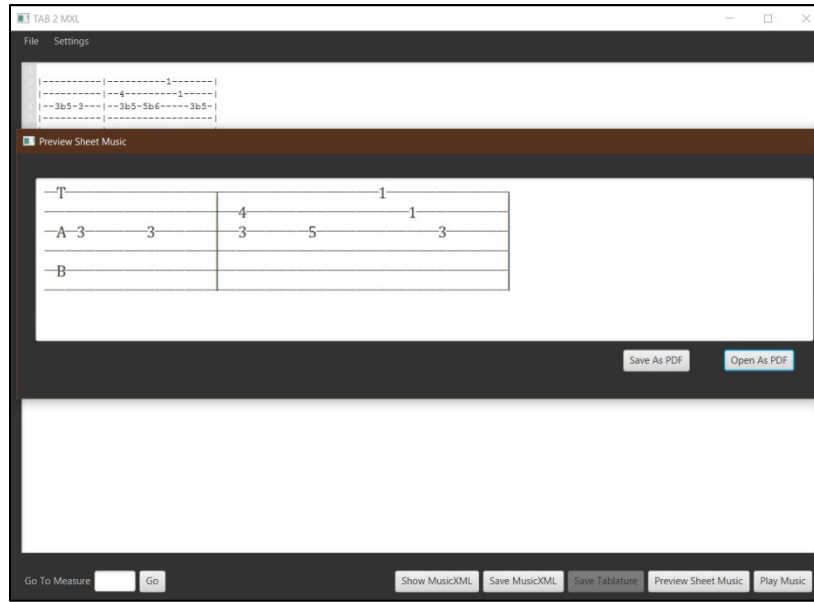 TAB 2 MXL
File Settings
|----------|----------1-------|
|----------|--4---------1-----|
|--3b5-3---|--3b5-5b6-----3b5-|
|----------|------------------|
Preview Sheet Music
T 1
4 1
A 3 3 3 5 3
B
Save As PDF Open As PDF
Go To Measure Go Show MusicXML Save MusicXML Save Tablature Preview Sheet Music Play Music